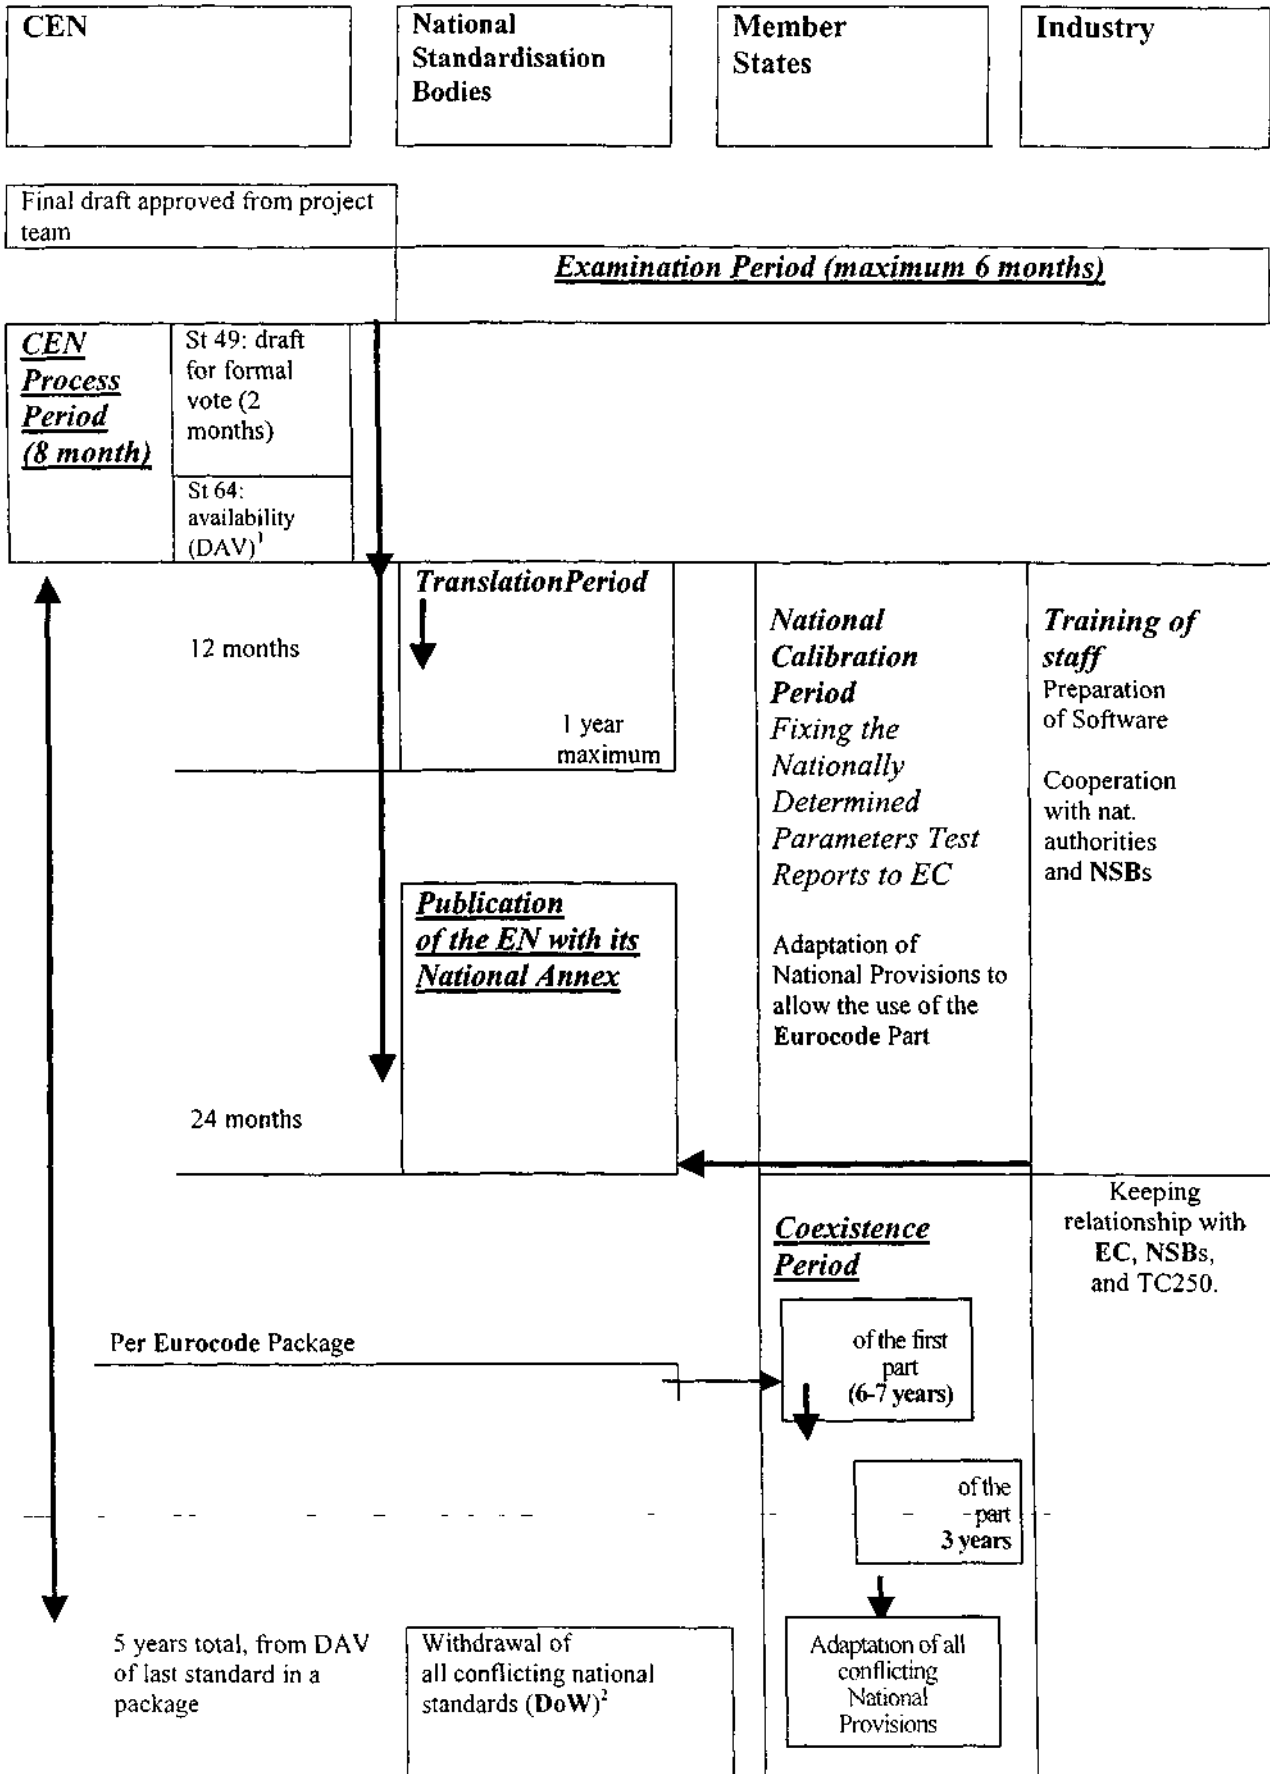 CEN
National
Standardisation
Bodies
Member
States
Industry
Final draft approved from project
team
Examination Period (maximum 6 months)
CEN
Process
Period
(8 month)
St 49: draft
for formal
vote (2
months)
St 64:
availability
(DAV)1
12 months
TranslationPeriod
1 year
maximum
National
Calibration
Period
Fixing the
Nationally
Determined
Parameters Test
Reports to EC
Adaptation of
National Provisions to
allow the use of the
Eurocode Part
Training of
staff
Preparation
of Software
Cooperation
with nat.
authorities
and NSBs
Publication
of the EN with its
National Annex
24 months
Keeping
relationship with
EC, NSBs,
and TC250.
Coexistence
Period
Per Eurocode Package
of the first
part
(6-7 years)
of the
part
3 years
5 years total, from DAV
of last standard in a
package
Withdrawal of
all conflicting national
standards (DoW)2
Adaptation of all
conflicting
National
Provisions